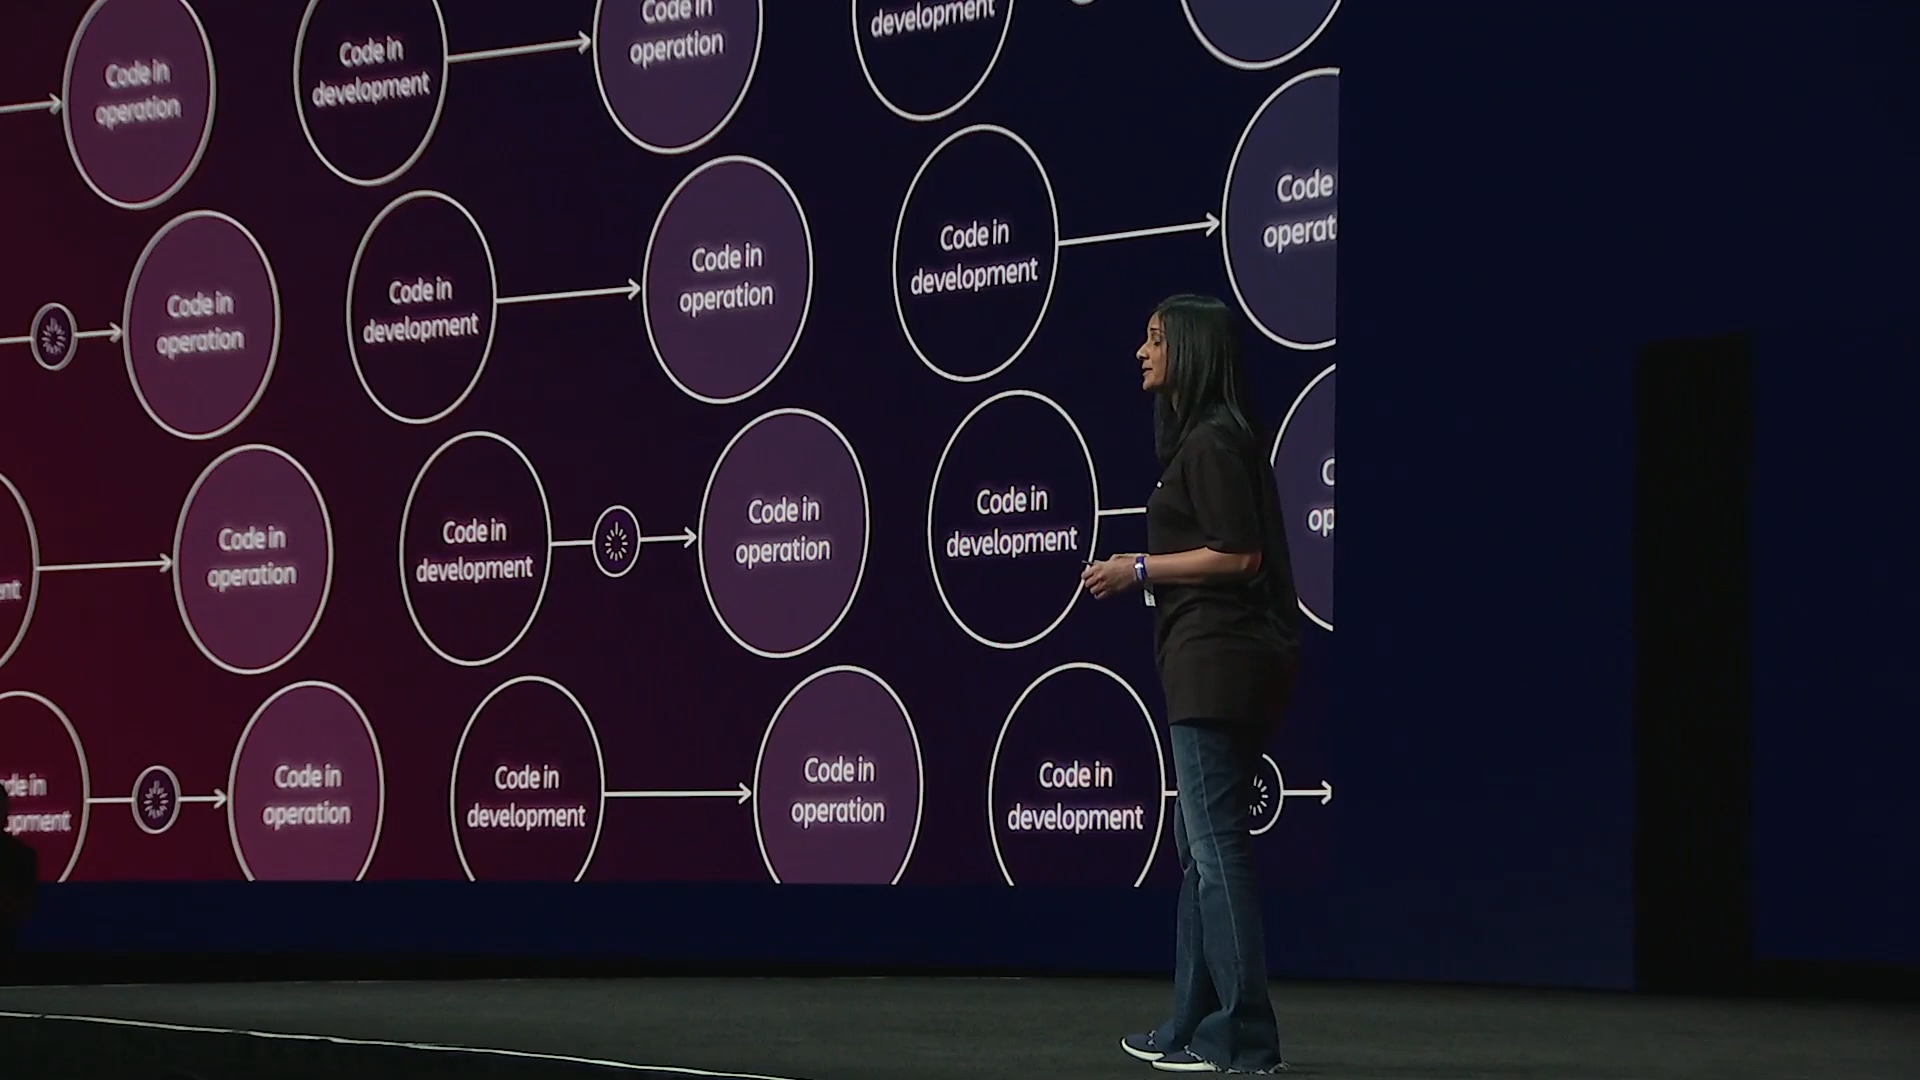 Code in
operation
Code in
development
Code in
operation
development
Code in
operation
Code in
development
Code in
operation
Code in
development
Code
operat
Code in
operation
Code in
development
Code in
operation
Code in
development
C
op
Code in
operation
Code in
development
Code in
operation
Code in
development